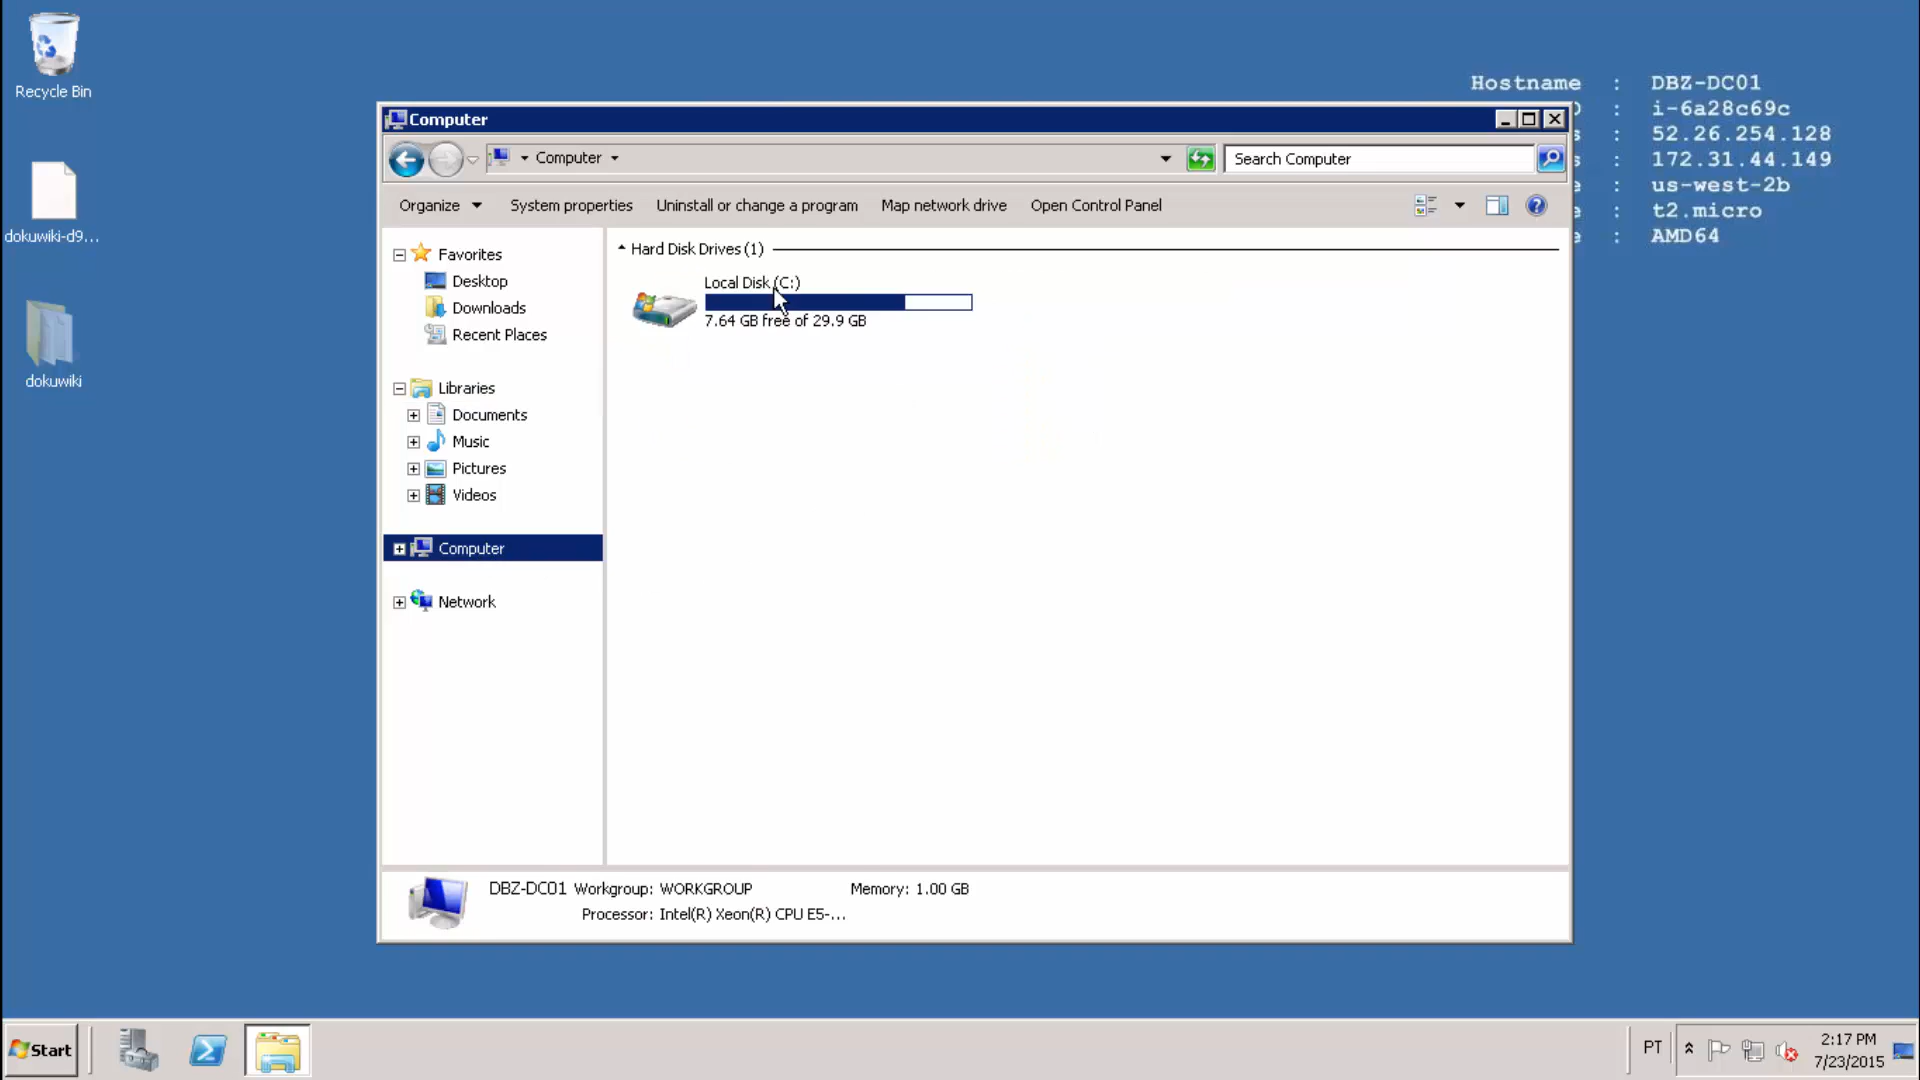 Recycle Bin
dokuwiki-d9...
dokuwiki
Hostname : DBZ-DC01
: i-6a28c69c
s : 52.26.254.128
s : 172.31.44.149
e : us-west-2b
e : t2.micro
e : AMD64
Computer
Computer
Search Computer
Organize
System properties
Uninstall or change a program
Map network drive
Open Control Panel
Favorites
Desktop
Downloads
Recent Places
Libraries
Documents
Music
Pictures
Videos
Computer
Network
Hard Disk Drives (1)
Local Disk (C:)
7.64 GB free of 29.9 GB
DBZ-DC01 Workgroup: WORKGROUP Memory: 1.00 GB
Processor: Intel(R) Xeon(R) CPU E5-...
Start
PT
2:17 PM
7/23/2015